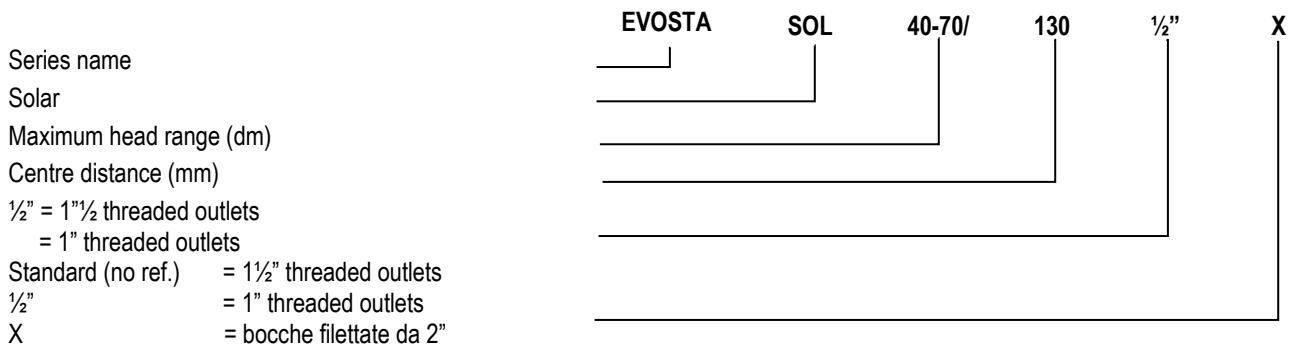 EVOSTA SOL 40-70/ 130 ½” X
Series name
Solar
Maximum head range (dm)
Centre distance (mm)
½” = 1”½ threaded outlets
= 1” threaded outlets
Standard (no ref.) = 1½” threaded outlets
½” = 1” threaded outlets
X = bocche filettate da 2”